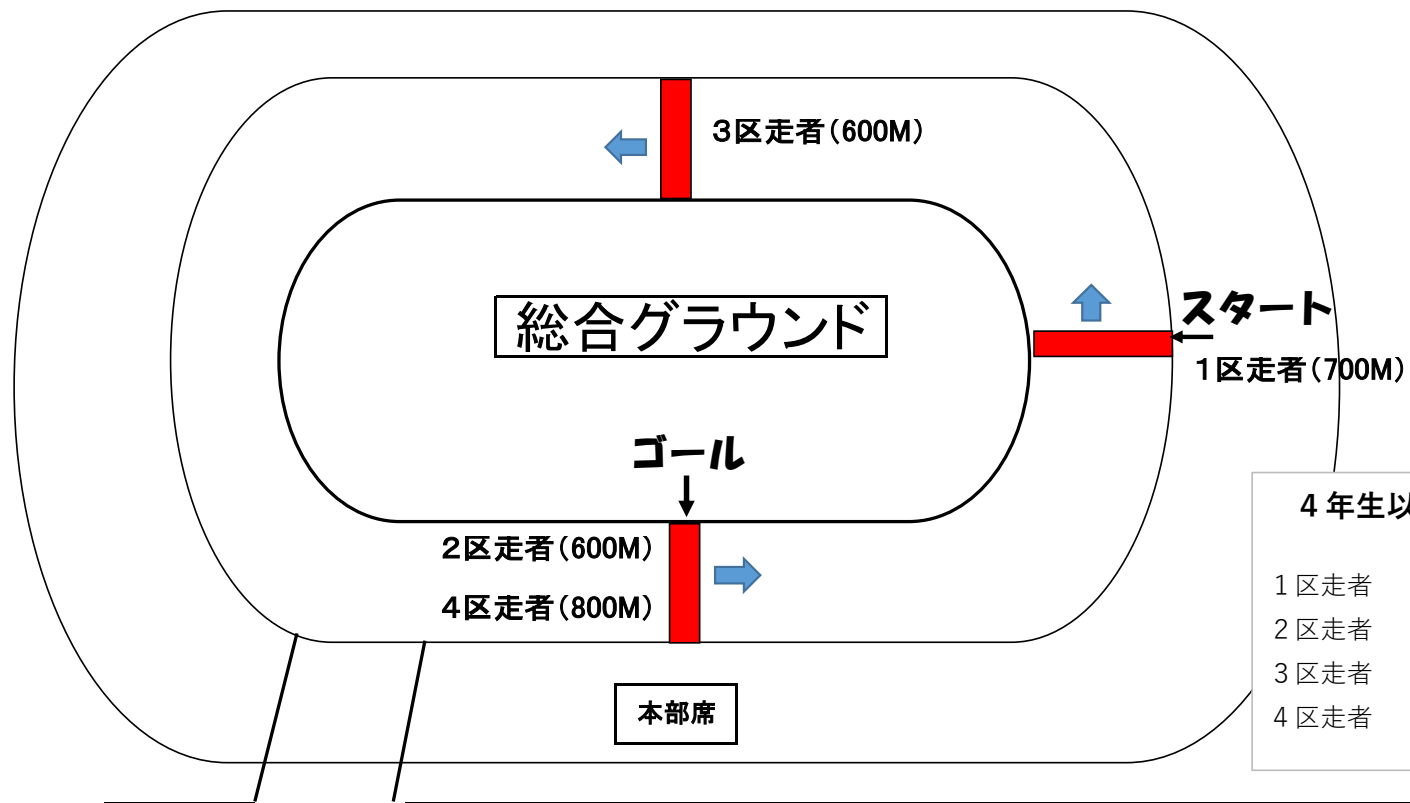 3区走者(600M)
総合グラウンド
スタート
1区走者(700M)
ゴール
2区走者(600M)
4区走者(800M)
本部席
4年生以
1区走者
2区走者
3区走者
4区走者